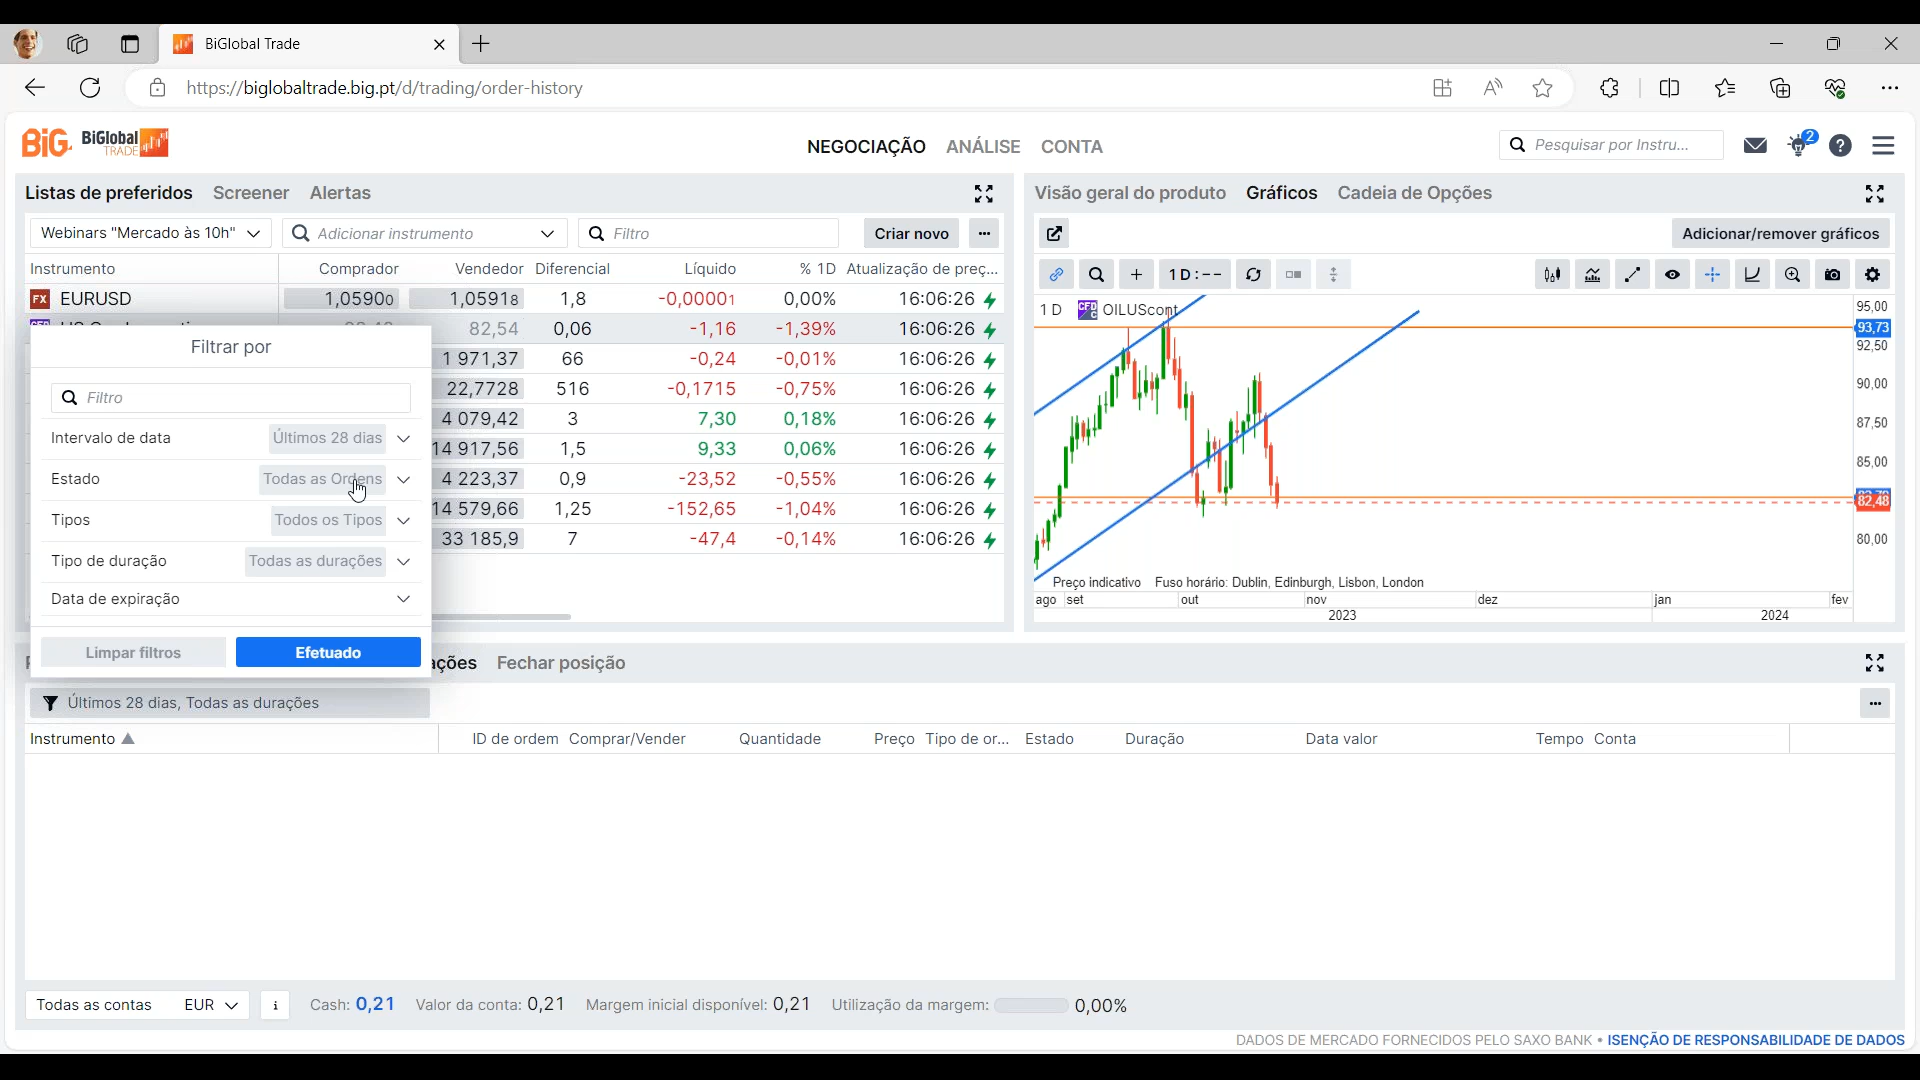 BiGlobal Trade
https://biglobaltrade.big.pt/d/trading/order-history
BiG BiGlobal TRADE
NEGOCIAÇÃO ANÁLISE CONTA
Pesquisar por Instru...
2
Listas de preferidos Screener Alertas
Webinars "Mercado às 10h" Adicionar instrumento Filtro Criar novo ...
Instrumento Comprador Vendedor Diferencial Líquido % 1D Atualização de preç...
FX EURUSD 1,05900 1,05918 1,8 -0,00001 0,00% 16:06:26
82,54 0,06 -1,16 -1,39% 16:06:26
1 971,37 66 -0,24 -0,01% 16:06:26
22,7728 516 -0,1715 -0,75% 16:06:26
4 079,42 3 7,30 0,18% 16:06:26
14 917,56 1,5 9,33 0,06% 16:06:26
4 223,37 0,9 -23,52 -0,55% 16:06:26
14 579,66 1,25 -152,65 -1,04% 16:06:26
33 185,9 7 -47,4 -0,14% 16:06:26
Filtrar por
Filtro
Intervalo de data Últimos 28 dias
Estado Todas as Ordens
Tipos Todos os Tipos
Tipo de duração Todas as durações
Data de expiração
Limpar filtros Efetuado
Visão geral do produto Gráficos Cadeia de Opções
Adicionar/remover gráficos
1 D : --
1 D CFD OILUScont
95,00
93,73
92,50
90,00
87,50
85,00
82,48
80,00
Preço indicativo Fuso horário: Dublin, Edinburgh, Lisbon, London
ago set out nov dez jan fev
2023 2024
ções Fechar posição
Últimos 28 dias, Todas as durações ...
Instrumento ID de ordem Comprar/Vender Quantidade Preço Tipo de or... Estado Duração Data valor Tempo Conta
Todas as contas EUR i Cash: 0,21 Valor da conta: 0,21 Margem inicial disponível: 0,21 Utilização da margem: 0,00%
DADOS DE MERCADO FORNECIDOS PELO SAXO BANK • ISENÇÃO DE RESPONSABILIDADE DE DADOS